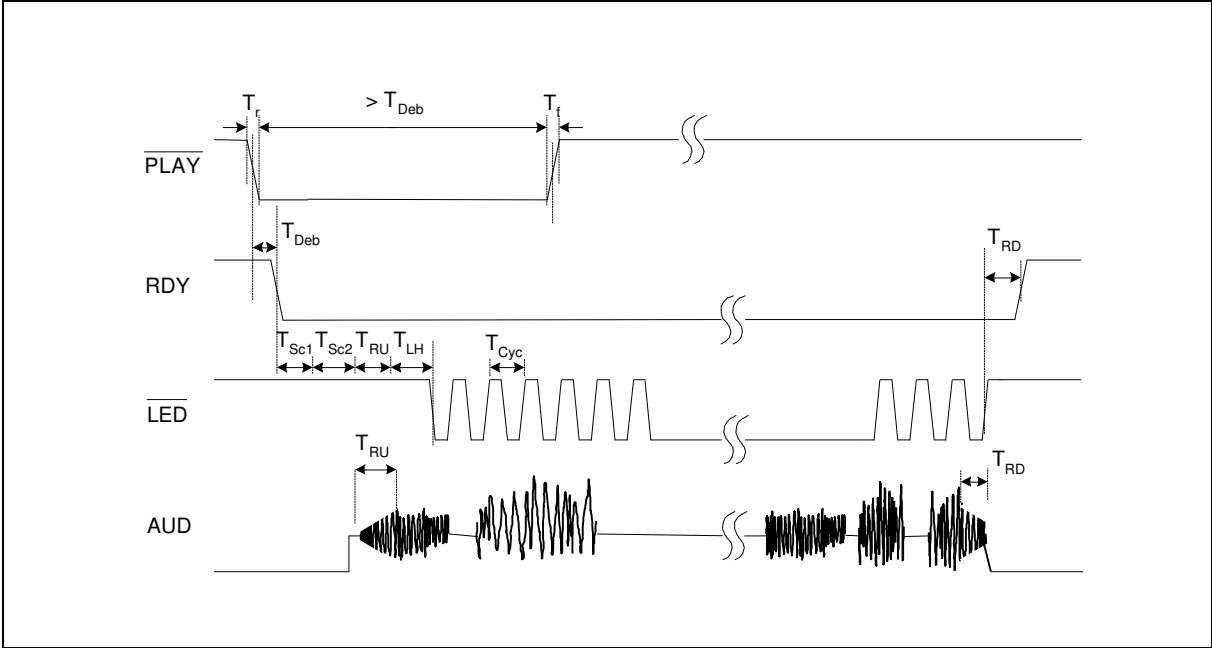 Tr > TDeb Tf
PLAY
TDeb
TRD
RDY
TSc1 TSc2 TRU TLH TCyc
LED
TRU
TRD
AUD